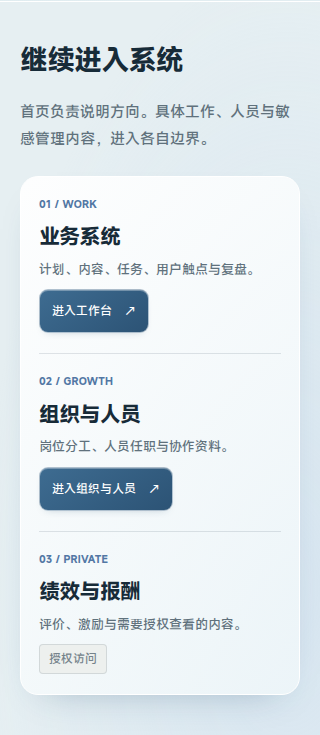 继续进入系统
首页负责说明方向。具体工作、人员与敏
感管理内容，进入各自边界。
01 / WORK
业务系统
计划、内容、任务、用户触点与复盘。
进入工作台 ↗
02 / GROWTH
组织与人员
岗位分工、人员任职与协作资料。
进入组织与人员 ↗
03 / PRIVATE
绩效与报酬
评价、激励与需要授权查看的内容。
授权访问